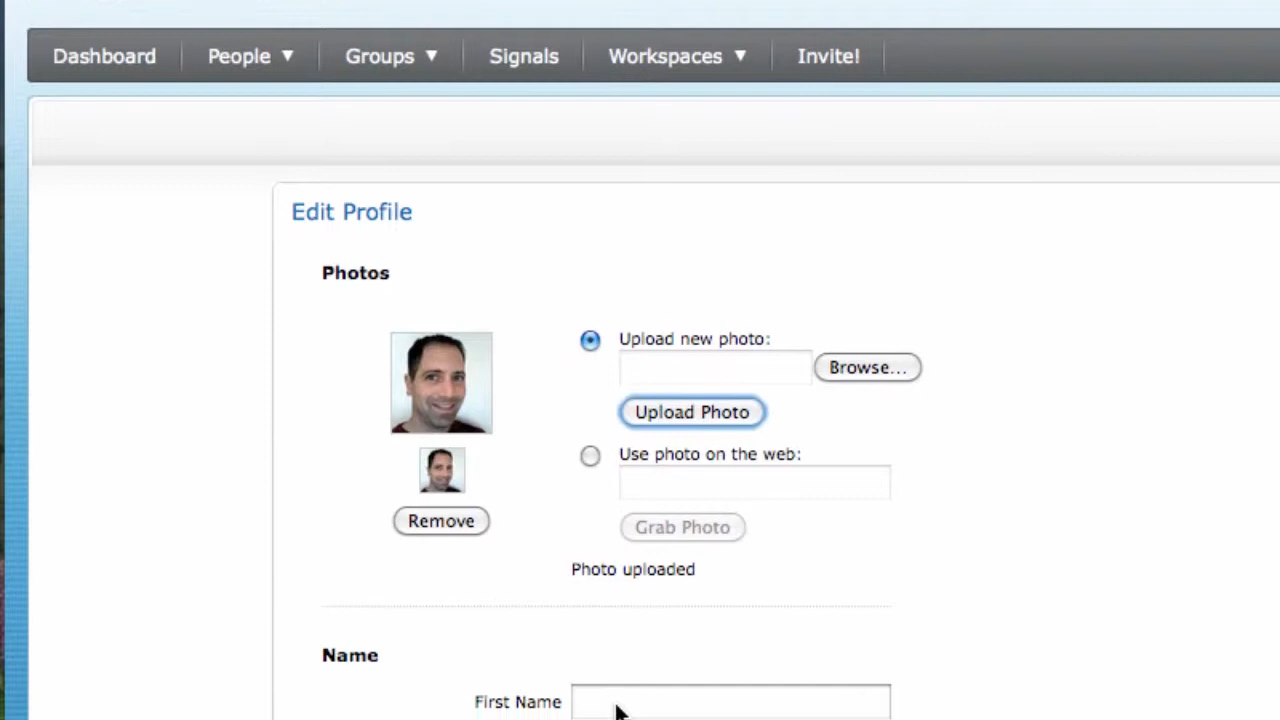 Dashboard People ▼ Groups ▼ Signals Workspaces ▼ Invite!
Edit Profile
Photos
Upload new photo:
Browse...
Upload Photo
Use photo on the web:
Remove
Grab Photo
Photo uploaded
Name
First Name